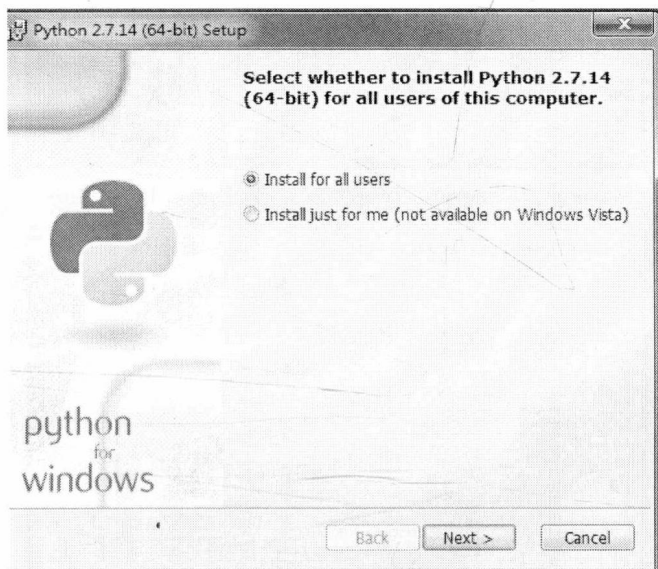 Python 2.7.14 (64-bit) Setup
Select whether to install Python 2.7.14
(64-bit) for all users of this computer.
Install for all users
Install just for me (not available on Windows Vista)
python
for
windows
Back
Next >
Cancel